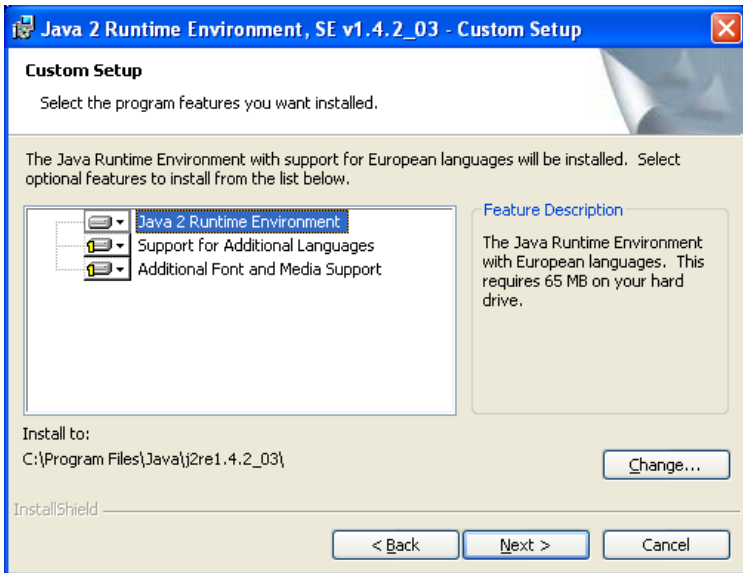 Java 2 Runtime Environment, SE v1.4.2_03 - Custom Setup
Custom Setup
Select the program features you want installed.
The Java Runtime Environment with support for European languages will be installed. Select
optional features to install from the list below.
Java 2 Runtime Environment
Support for Additional Languages
Additional Font and Media Support
Feature Description
The Java Runtime Environment
with European languages. This
requires 65 MB on your hard
drive.
Install to:
C:\Program Files\Java\j2re1.4.2_03\
Change...
InstallShield
< Back
Next >
Cancel